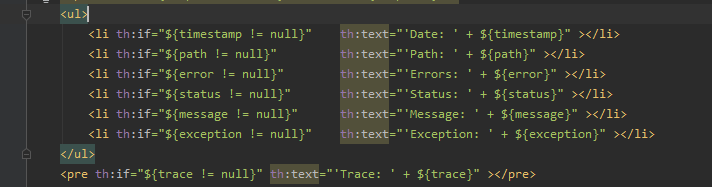 <ul>
<li th:if="${timestamp != null}" th:text="'Date: ' + ${timestamp}" ></li>
<li th:if="${path != null}" th:text="'Path: ' + ${path}" ></li>
<li th:if="${error != null}" th:text="'Errors: ' + ${error}" ></li>
<li th:if="${status != null}" th:text="'Status: ' + ${status}" ></li>
<li th:if="${message != null}" th:text="'Message: ' + ${message}" ></li>
<li th:if="${exception != null}" th:text="'Exception: ' + ${exception}" ></li>
</ul>
<pre th:if="${trace != null}" th:text="'Trace: ' + ${trace}" ></pre>